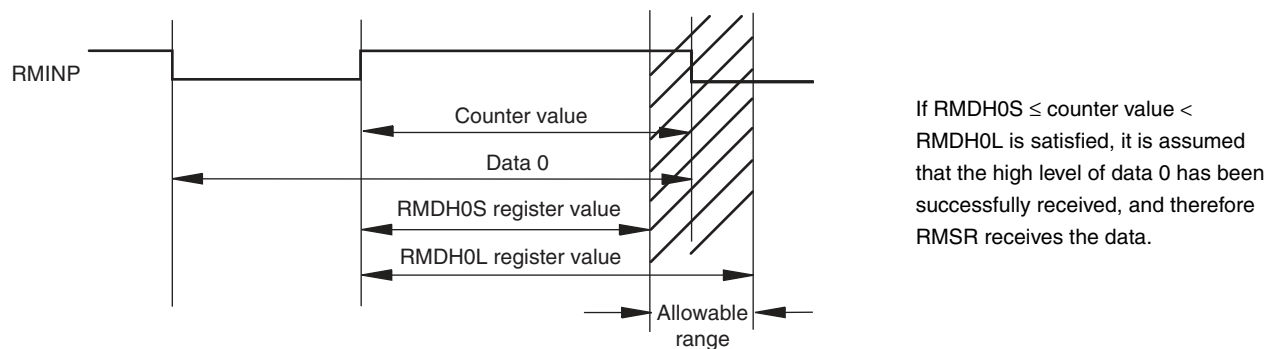 RMINP
Counter value
Data 0
RMDH0S register value
RMDH0L register value
Allowable
range
If RMDH0S ≤ counter value <
RMDH0L is satisfied, it is assumed
that the high level of data 0 has been
successfully received, and therefore
RMSR receives the data.